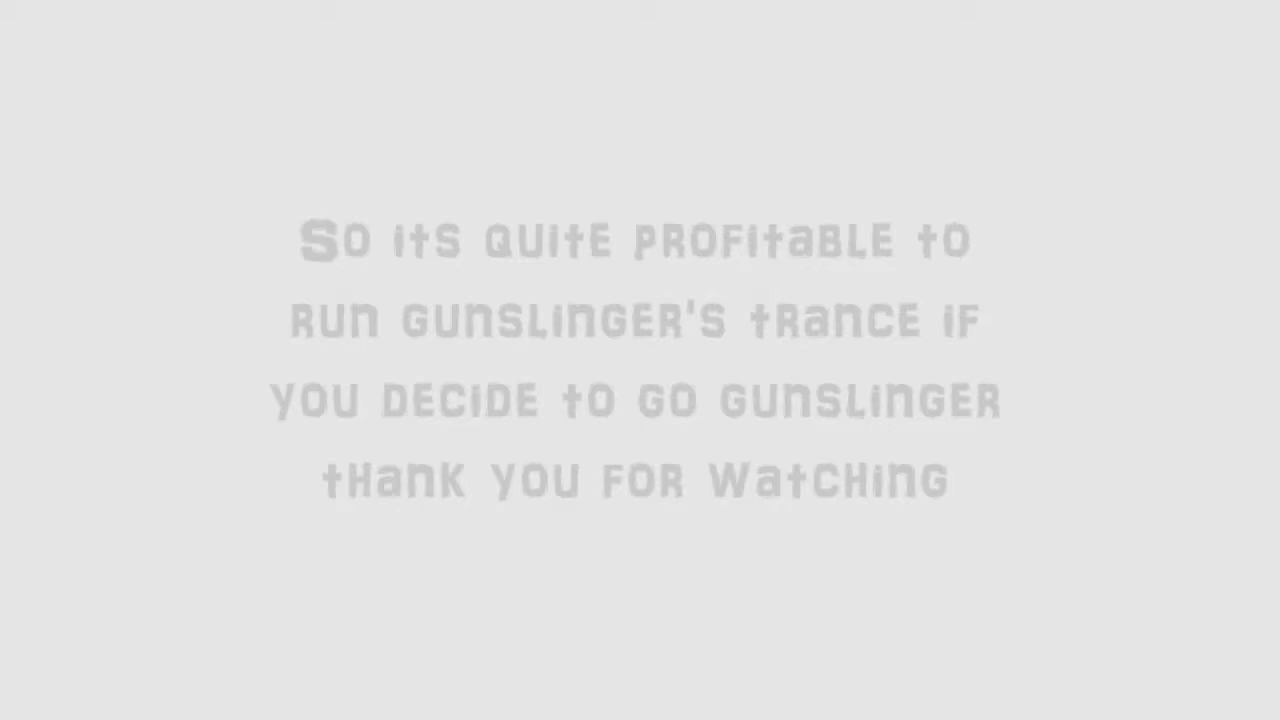 So its quite profitable to
run gunslinger's trance if
you decide to go gunslinger
thank you for watching